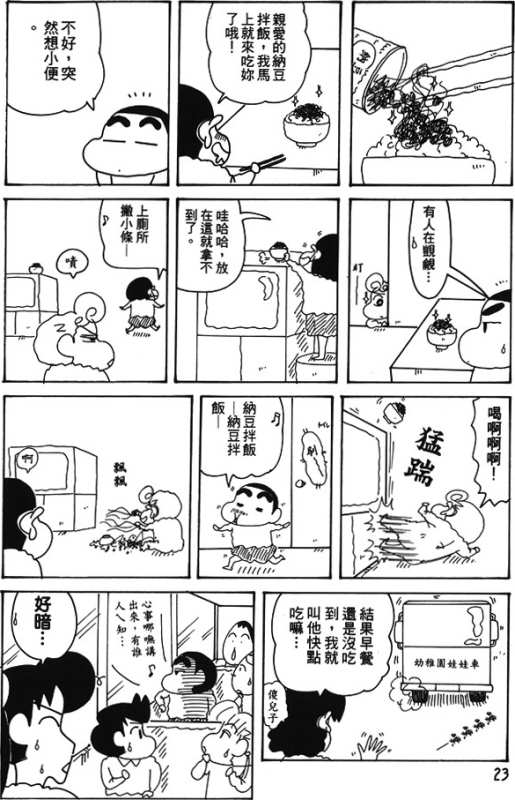 親愛的納豆
拌飯，我馬
上就來吃妳
了哦！
不好，突
然想小便
。
有人在覬覦…
盯
哇哈哈，放
在這就拿不
到了。
上廁所
撇小條—
♪
喝啊啊啊！
猛踹
納豆拌飯
—納豆拌
飯—
♪
飄飄
啊
幼稚園娃娃車
結果早餐
還是沒吃
到，我就
叫他快點
吃嘛…
傻兒子
心事哪嘸講
出來，有誰
人ㄟ知…
♪
好暗…
23